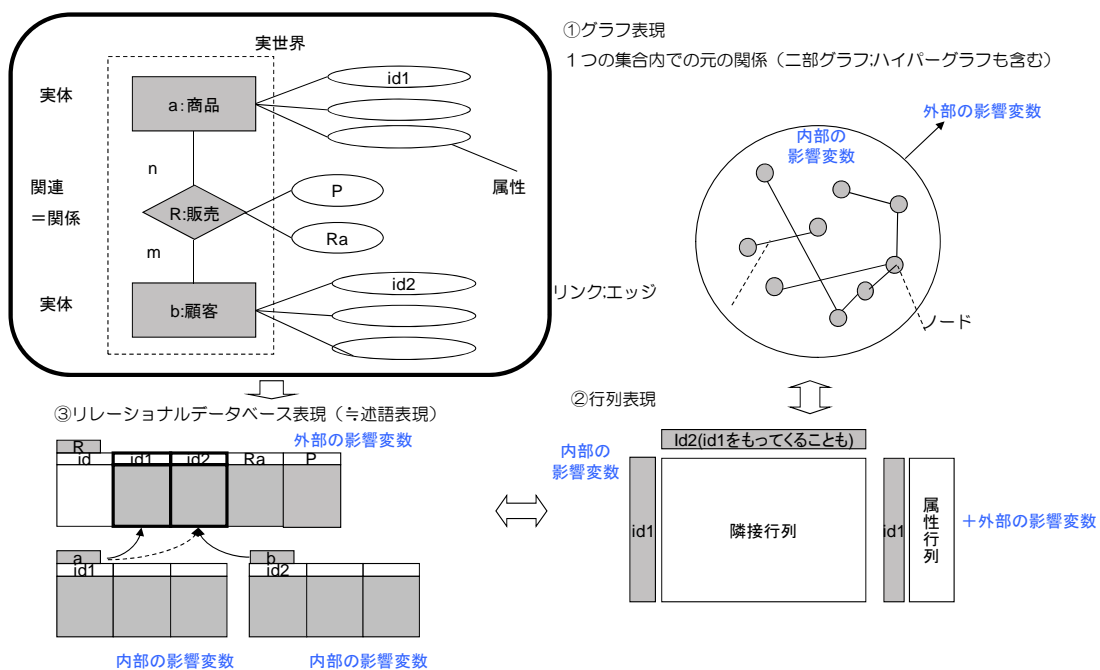 実世界
実体
a:商品
id1
n
属性
関連
＝関係
R:販売
P
Ra
m
実体
b:顧客
id2
①グラフ表現
１つの集合内での元の関係（二部グラフ;ハイパーグラフも含む）
外部の影響変数
内部の
影響変数
リンク;エッジ
ノード
③リレーショナルデータベース表現（≒述語表現）
外部の影響変数
R
id id1 id2 Ra P
a
id1
b
id2
内部の影響変数
内部の影響変数
②行列表現
Id2(id1をもってくることも)
内部の
影響変数
id1
隣接行列
id1
属性行列
＋外部の影響変数